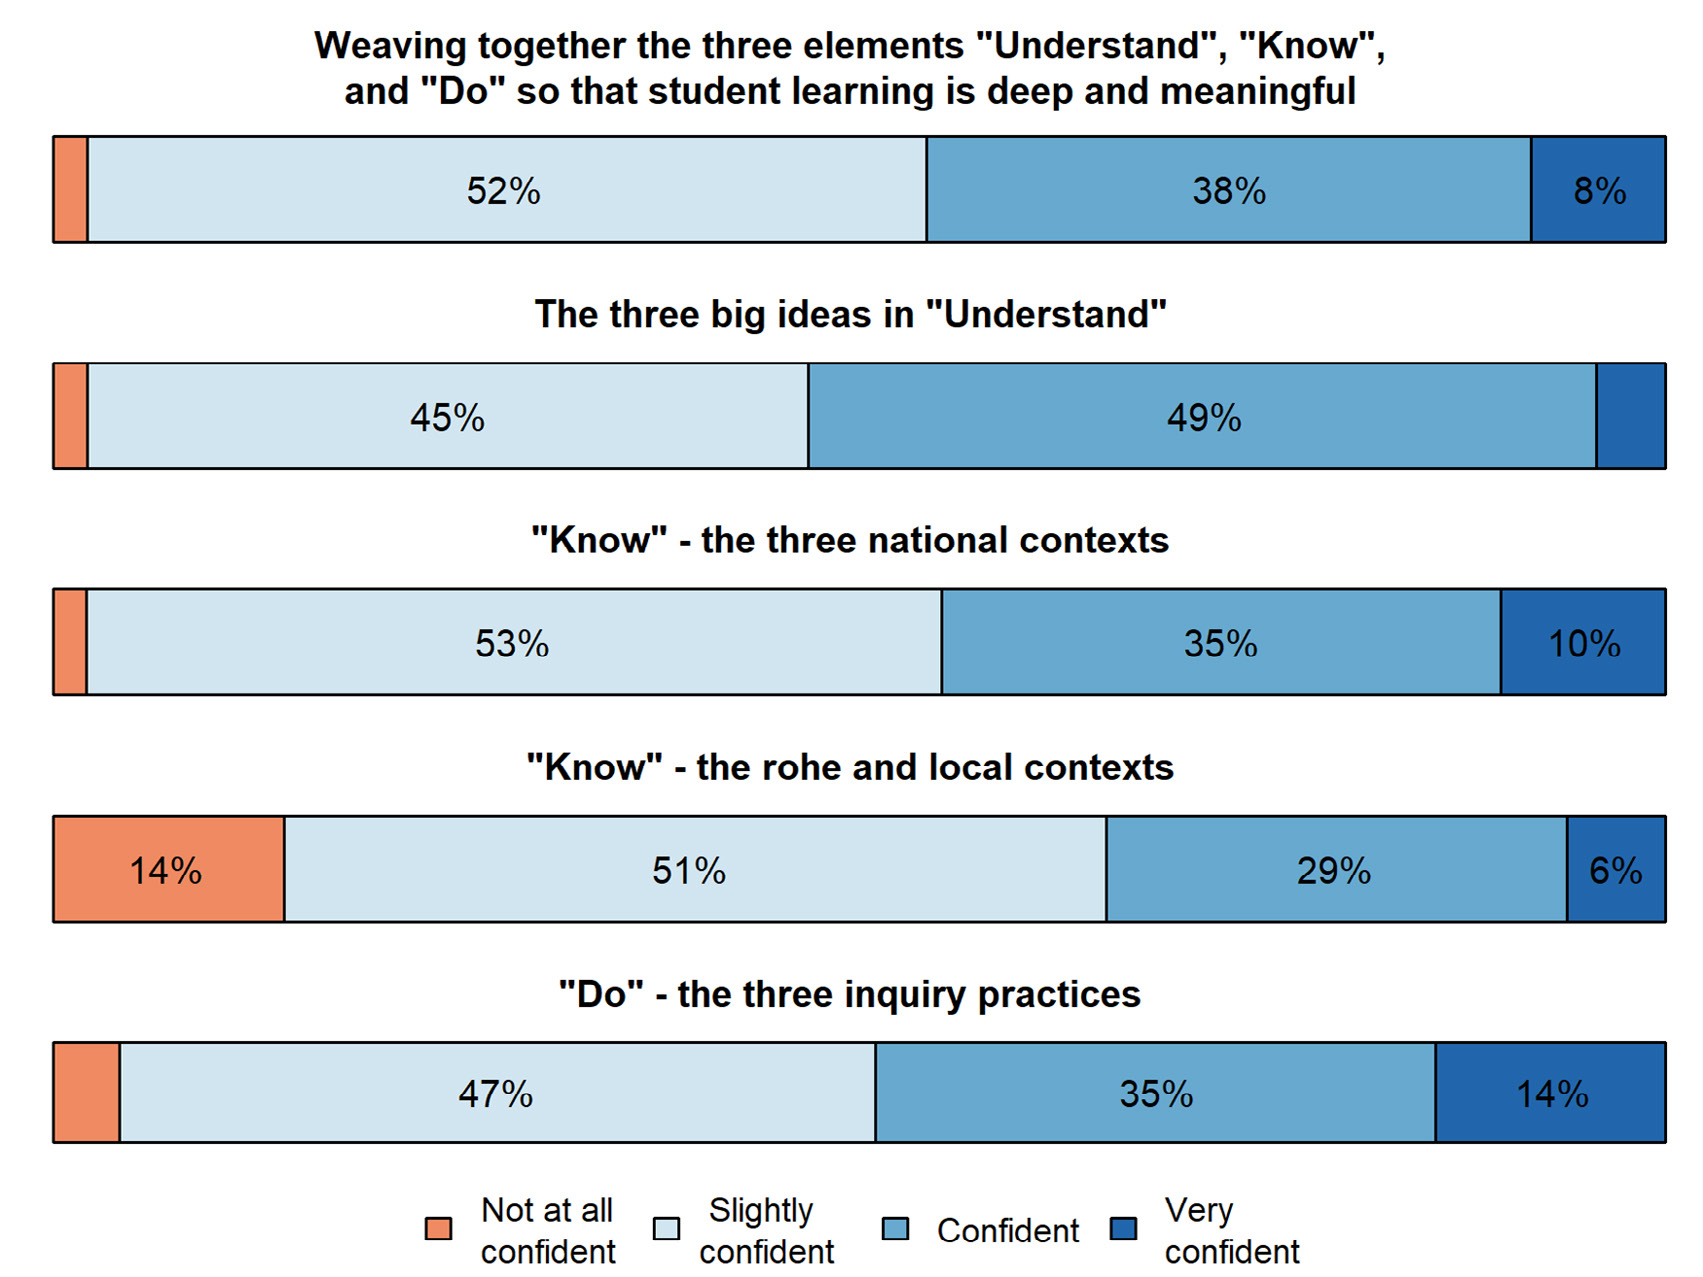 Weaving together the three elements "Understand", "Know",
and "Do" so that student learning is deep and meaningful
52%
38%
8%
The three big ideas in "Understand"
45%
49%
"Know" - the three national contexts
53%
35%
10%
"Know" - the rohe and local contexts
14%
51%
29%
6%
"Do" - the three inquiry practices
47%
35%
14%
Not at all
confident
Slightly
confident
Confident
Very
confident